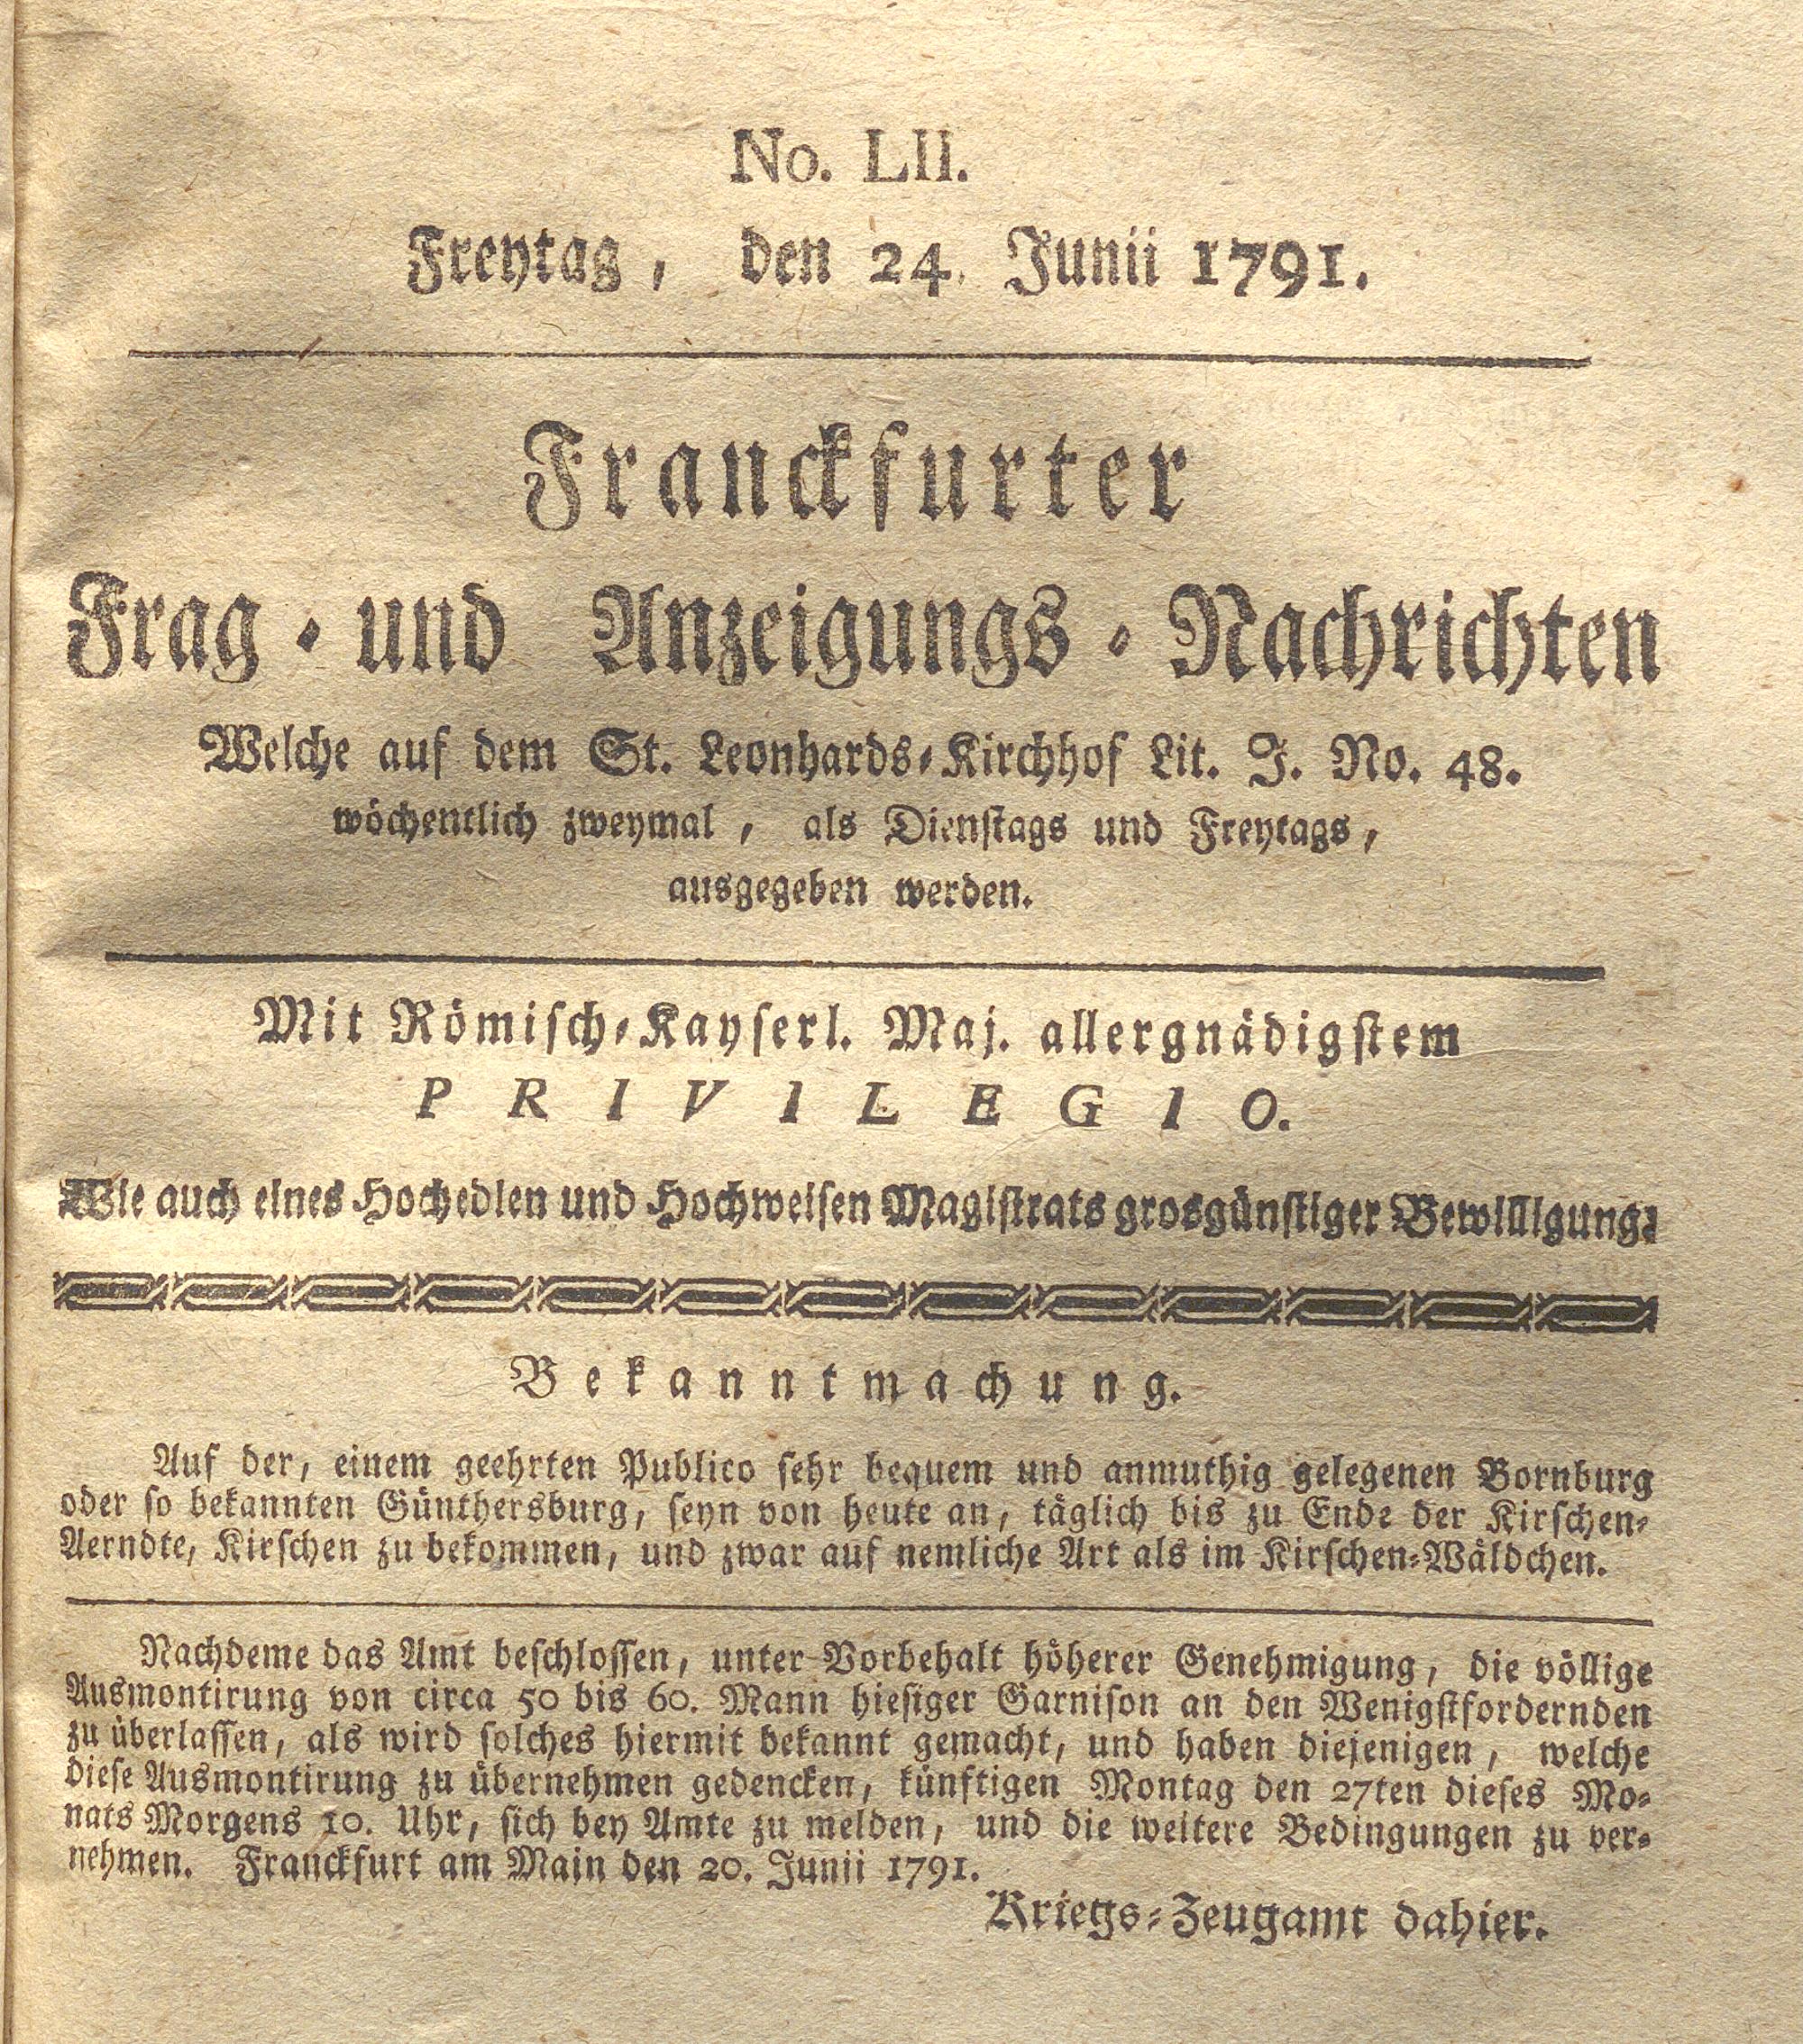 No. LII.
Freytag, den 24. Junii 1791.
Franckfurter
Frag- und Anzeigungs-Nachrichten
Welche auf dem St. Leonhards-Kirchhof Lit. J. No. 48.
wöchentlich zweymal, als Dienstags und Freytags,
ausgegeben werden.
Mit Römisch-Kayserl. Maj. allergnädigstem
PRIVILEGIO.
Wie auch eines Hochedlen und Hochweisen Magistrats grosgünstiger Bewilligung.
Bekanntmachung.
Auf der, einem geehrten Publico sehr bequem und anmuthig gelegenen Bornburg
oder so bekannten Günthersburg, seyn von heute an, täglich bis zu Ende der Kirschen-
Aerndte, Kirschen zu bekommen, und zwar auf nemliche Art als im Kirschen-Wäldchen.
Nachdeme das Amt beschlossen, unter Vorbehalt höherer Genehmigung, die völlige
Ausmontirung von circa 50 bis 60. Mann hiesiger Garnison an den Wenigstfordernden
zu überlassen, als wird solches hiermit bekannt gemacht, und haben diejenigen, welche
diese Ausmontirung zu übernehmen gedencken, künftigen Montag den 27ten dieses Mo-
nats Morgens 10. Uhr, sich bey Amte zu melden, und die weitere Bedingungen zu ver-
nehmen. Franckfurt am Main den 20. Junii 1791.
Kriegs-Zeugamt dahier.